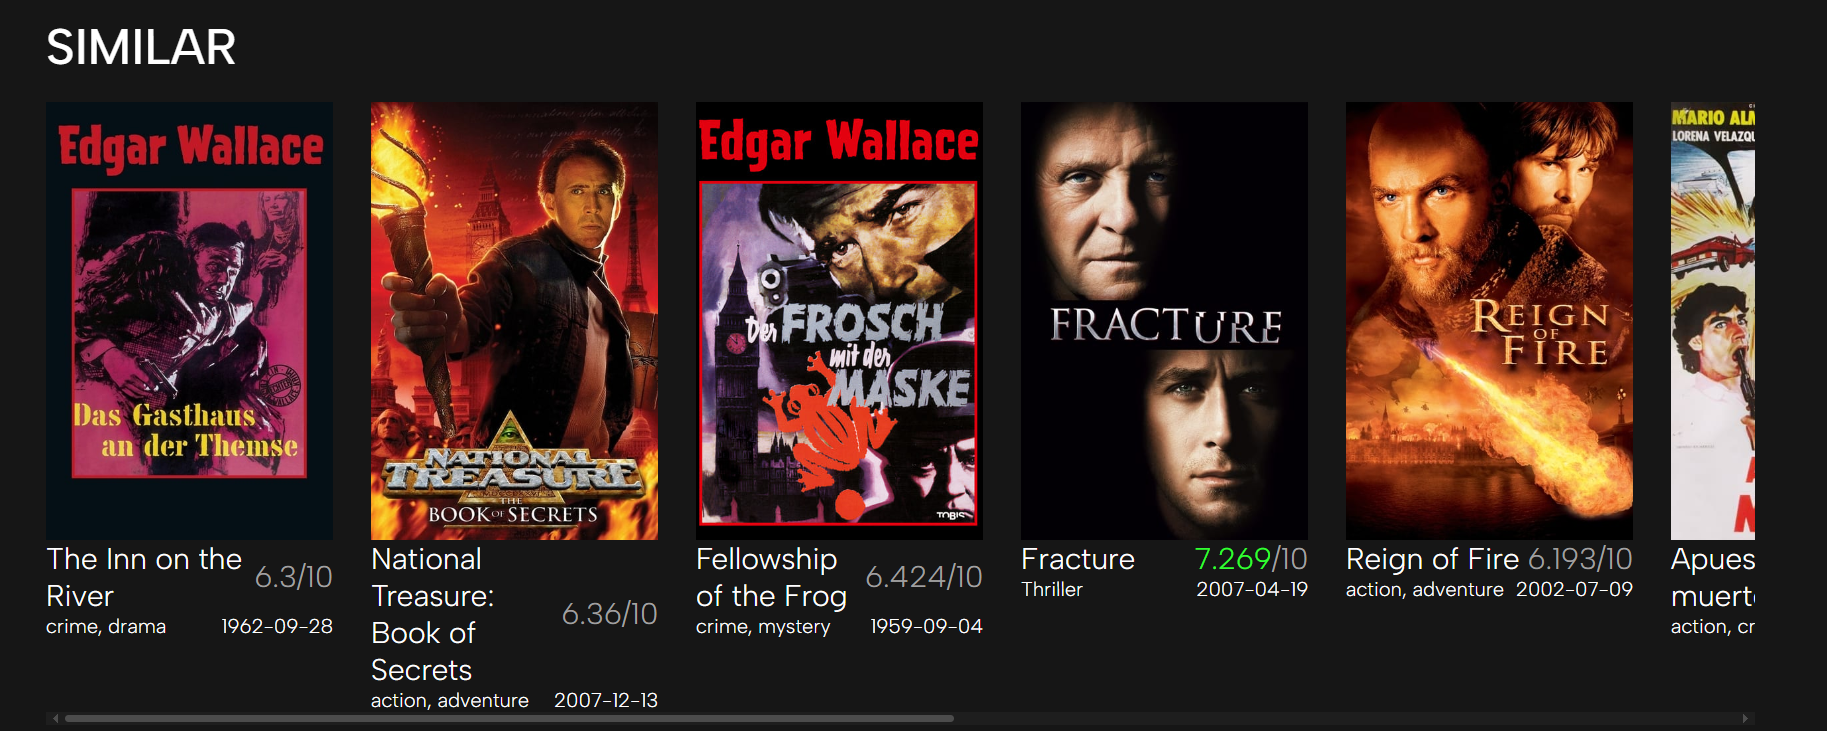 SIMILAR
Edgar Wallace
Das Gasthaus
an der Themse
The Inn on the
River
6.3/10
crime, drama
1962-09-28
NATIONAL
TREASURE
THE
BOOK OF SECRETS
National
Treasure:
Book of
Secrets
6.36/10
action, adventure
2007-12-13
Edgar Wallace
Der FROSCH
mit der
MASKE
TOBIS
Fellowship
of the Frog
6.424/10
crime, mystery
1959-09-04
FRACTURE
Fracture
7.269/10
Thriller
2007-04-19
REIGN
OF
FIRE
Reign of Fire
6.193/10
action, adventure
2002-07-09
MARIO ALM
LORENA VELAZQU
Apues
muert
action, cr